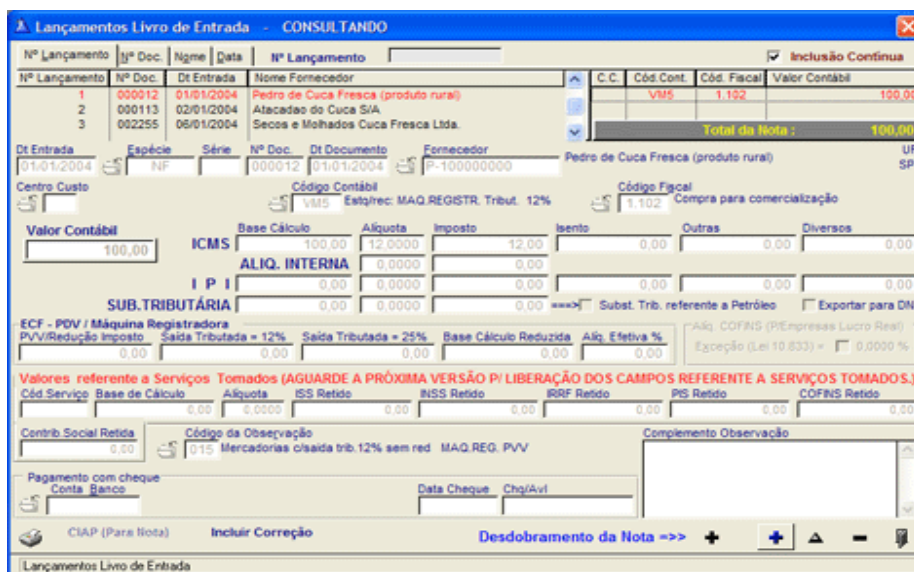 Lançamentos Livro de Entrada - CONSULTANDO
Nº Lançamento Nº Doc. Nome Data Nº Lançamento Inclusão Continua
Nº Lançamento Nº Doc. Dt Entrada Nome Fornecedor C.C. Cód.Cont. Cód. Fiscal Valor Contábil
1 000012 01/01/2004 Pedro de Cuca Fresca (produto rural) VM5 1.102 100,00
2 000113 02/01/2004 Atacadao do Cuca S/A
3 002255 06/01/2004 Secos e Molhados Cuca Fresca Ltda. Total da Nota : 100,00
Dt Entrada Espécie Série Nº Doc. Dt Documento Fornecedor UF
01/01/2004 NF 000012 01/01/2004 P-100000000 Pedro de Cuca Fresca (produto rural) SP
Centro Custo Código Contábil Código Fiscal
VM5 Estq/rec: MAQ.REGISTR. Tribut. 12% 1.102 Compra para comercialização
Valor Contábil Base Cálculo Alíquota Imposto Isento Outras Diversos
100,00 ICMS 100,00 12,0000 12,00 0,00 0,00 0,00
ALIQ. INTERNA 0,0000 0,00
I P I 0,00 0,0000 0,00 0,00 0,00 0,00
SUB.TRIBUTÁRIA 0,00 0,0000 0,00 ===> Subst. Trib. referente a Petróleo Exportar para DN
ECF - PDV / Máquina Registradora Alíq. COFINS (P/Empresas Lucro Real)
PVV/Redução Imposto Saída Tributada = 12% Saída Tributada = 25% Base Cálculo Reduzida Alíq. Efetiva % Exceção (Lei 10.833) = 0,0000 %
0,00 0,00 0,00 0,00 0,00
Valores referente a Serviços Tomados (AGUARDE A PRÓXIMA VERSÃO P/ LIBERAÇÃO DOS CAMPOS REFERENTE A SERVIÇOS TOMADOS.)
Cód.Serviço Base de Cálculo Alíquota ISS Retido INSS Retido IRRF Retido PIS Retido COFINS Retido
0,00 0,0000 0,00 0,00 0,00 0,00 0,00
Contrib.Social Retida Código da Observação Complemento Observação
0,00 015 Mercadorias c/saida trib.12% sem red MAQ.REG. PVV
Pagamento com cheque
Conta Banco Data Cheque Chq/Avl
CIAP (Para Nota) Incluir Correção Desdobramento da Nota =>>
Lançamentos Livro de Entrada